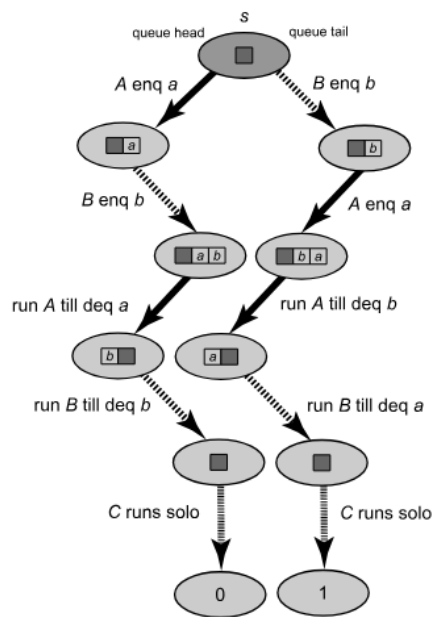 s
queue head
queue tail
A enq a
B enq b
a
b
B enq b
A enq a
a b
b a
run A till deq a
run A till deq b
b
a
run B till deq b
run B till deq a
C runs solo
C runs solo
0
1